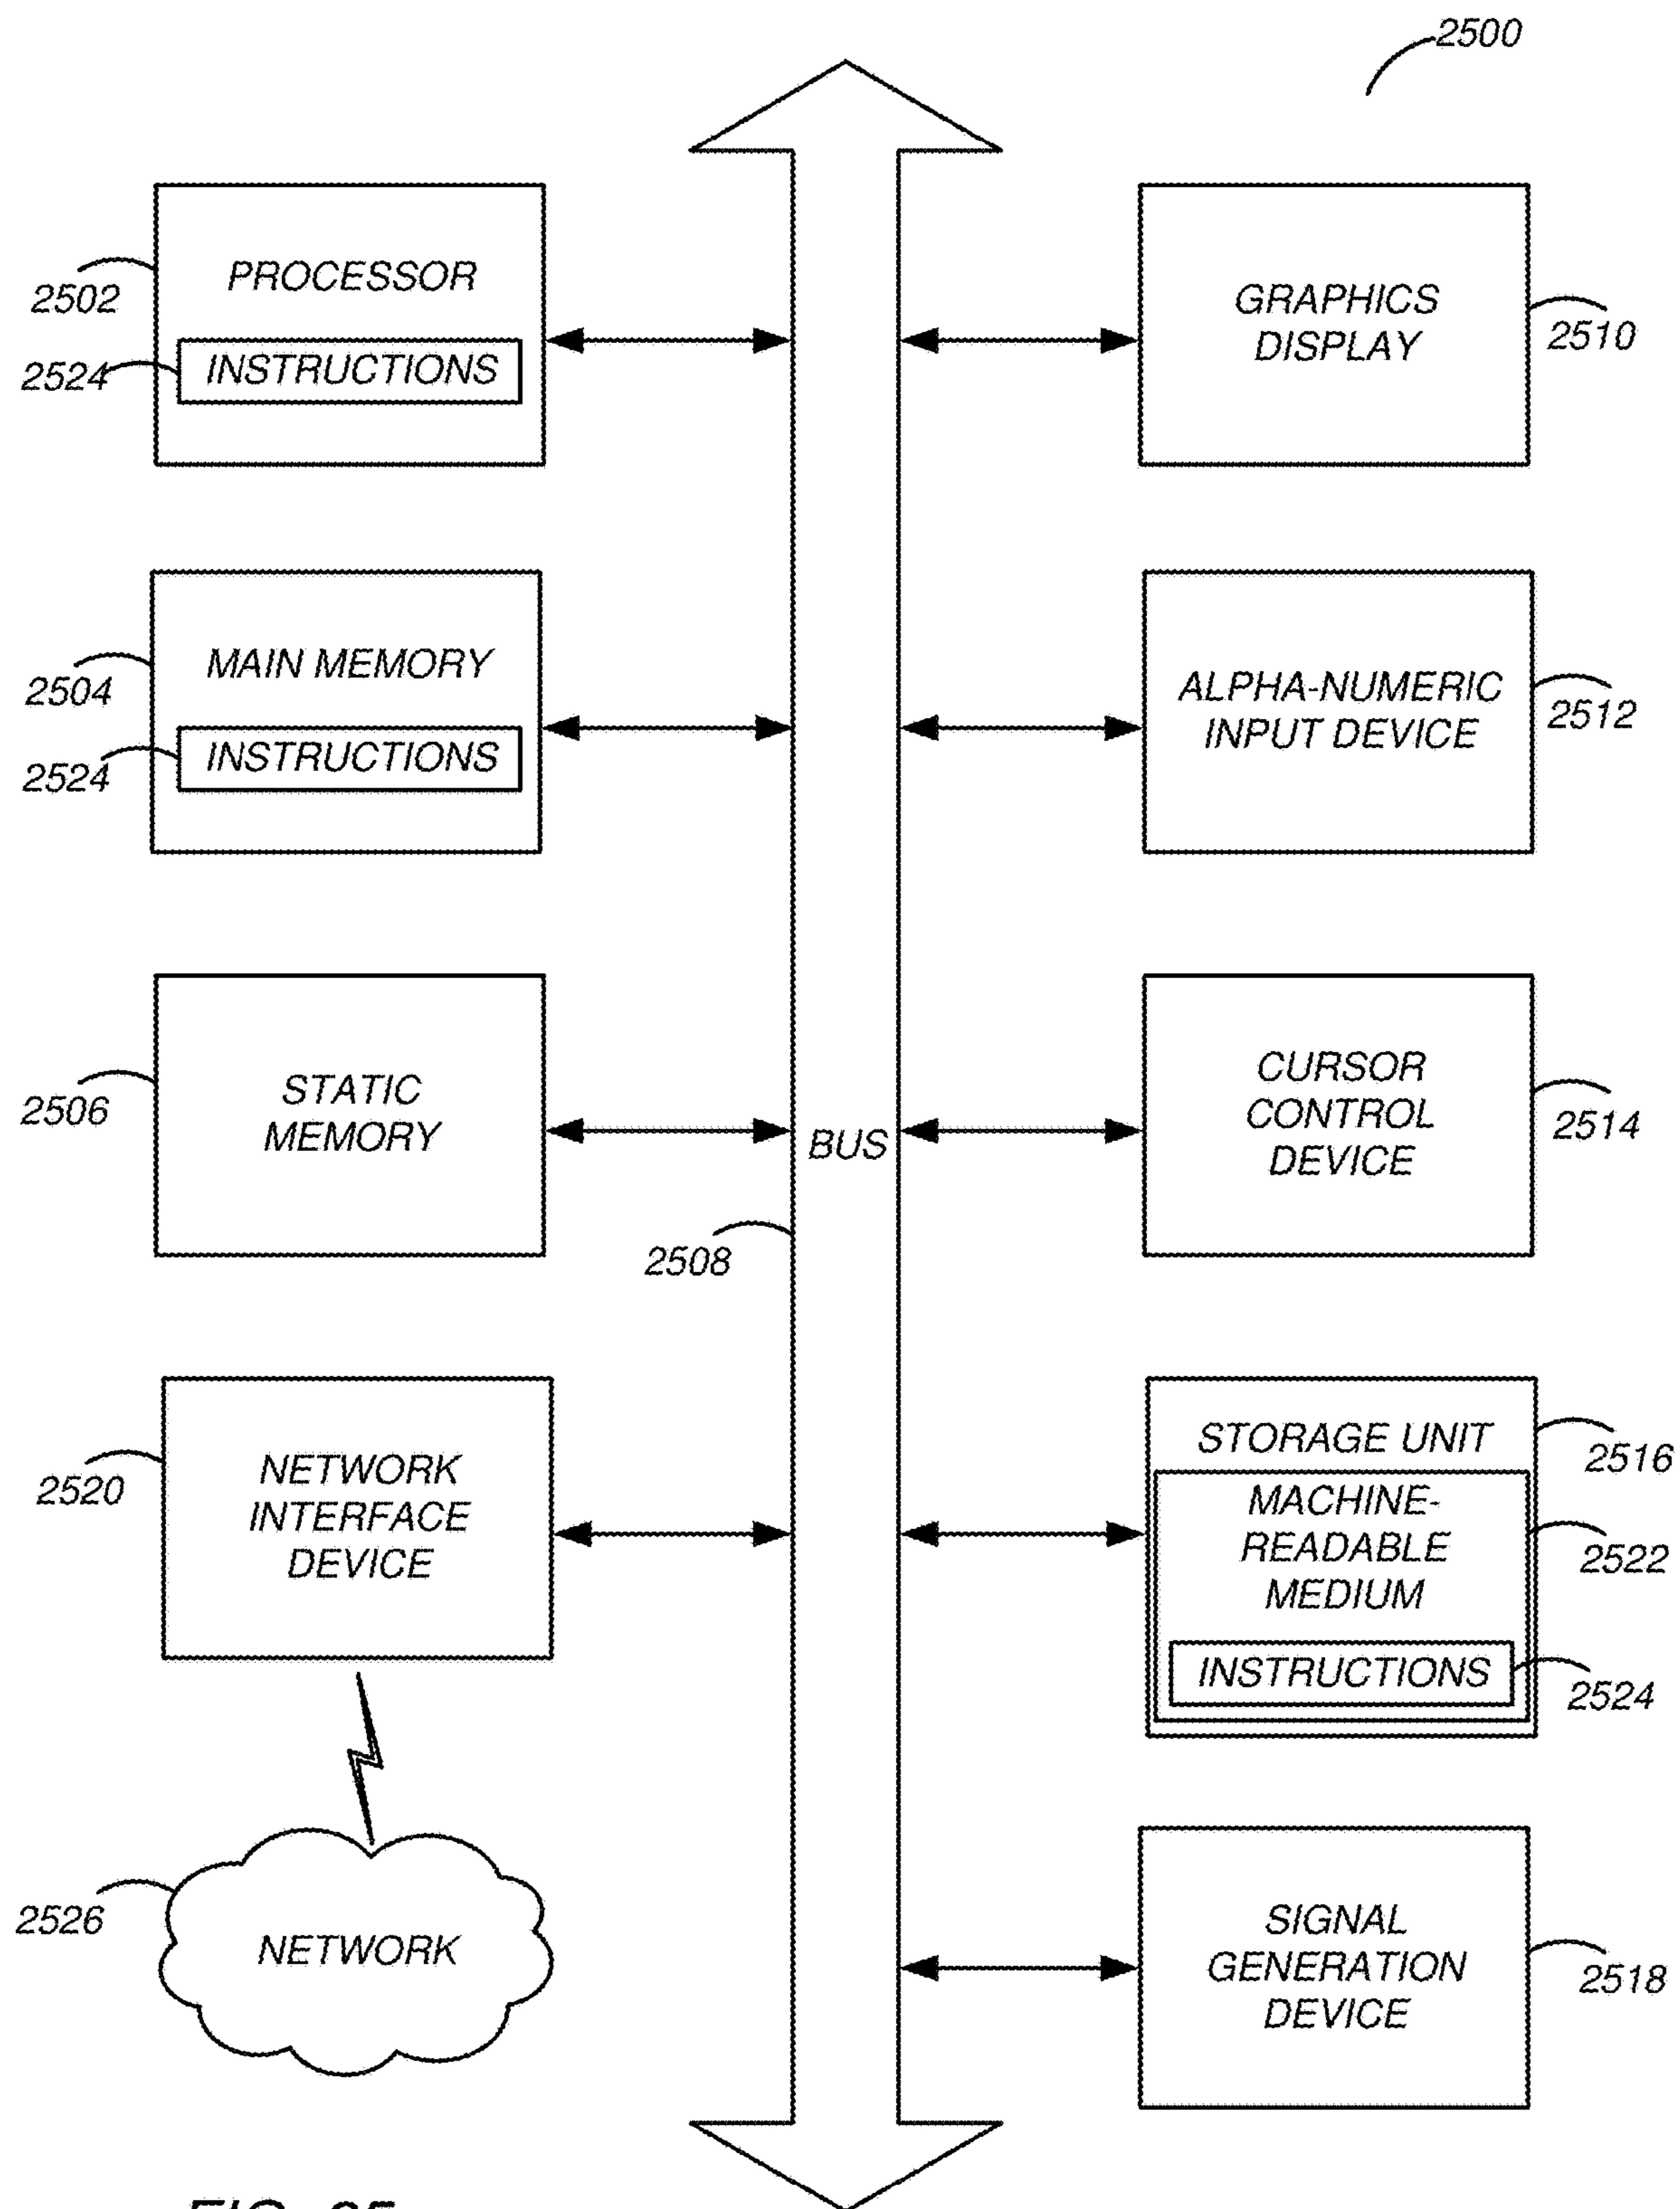 2500
PROCESSOR
2502
INSTRUCTIONS
2524
GRAPHICS
DISPLAY
2510
MAIN MEMORY
2504
INSTRUCTIONS
2524
ALPHA-NUMERIC
INPUT DEVICE
2512
STATIC
MEMORY
2506
BUS
2508
CURSOR
CONTROL
DEVICE
2514
NETWORK
INTERFACE
DEVICE
2520
STORAGE UNIT
2516
MACHINE-
READABLE
MEDIUM
2522
INSTRUCTIONS
2524
NETWORK
2526
SIGNAL
GENERATION
DEVICE
2518